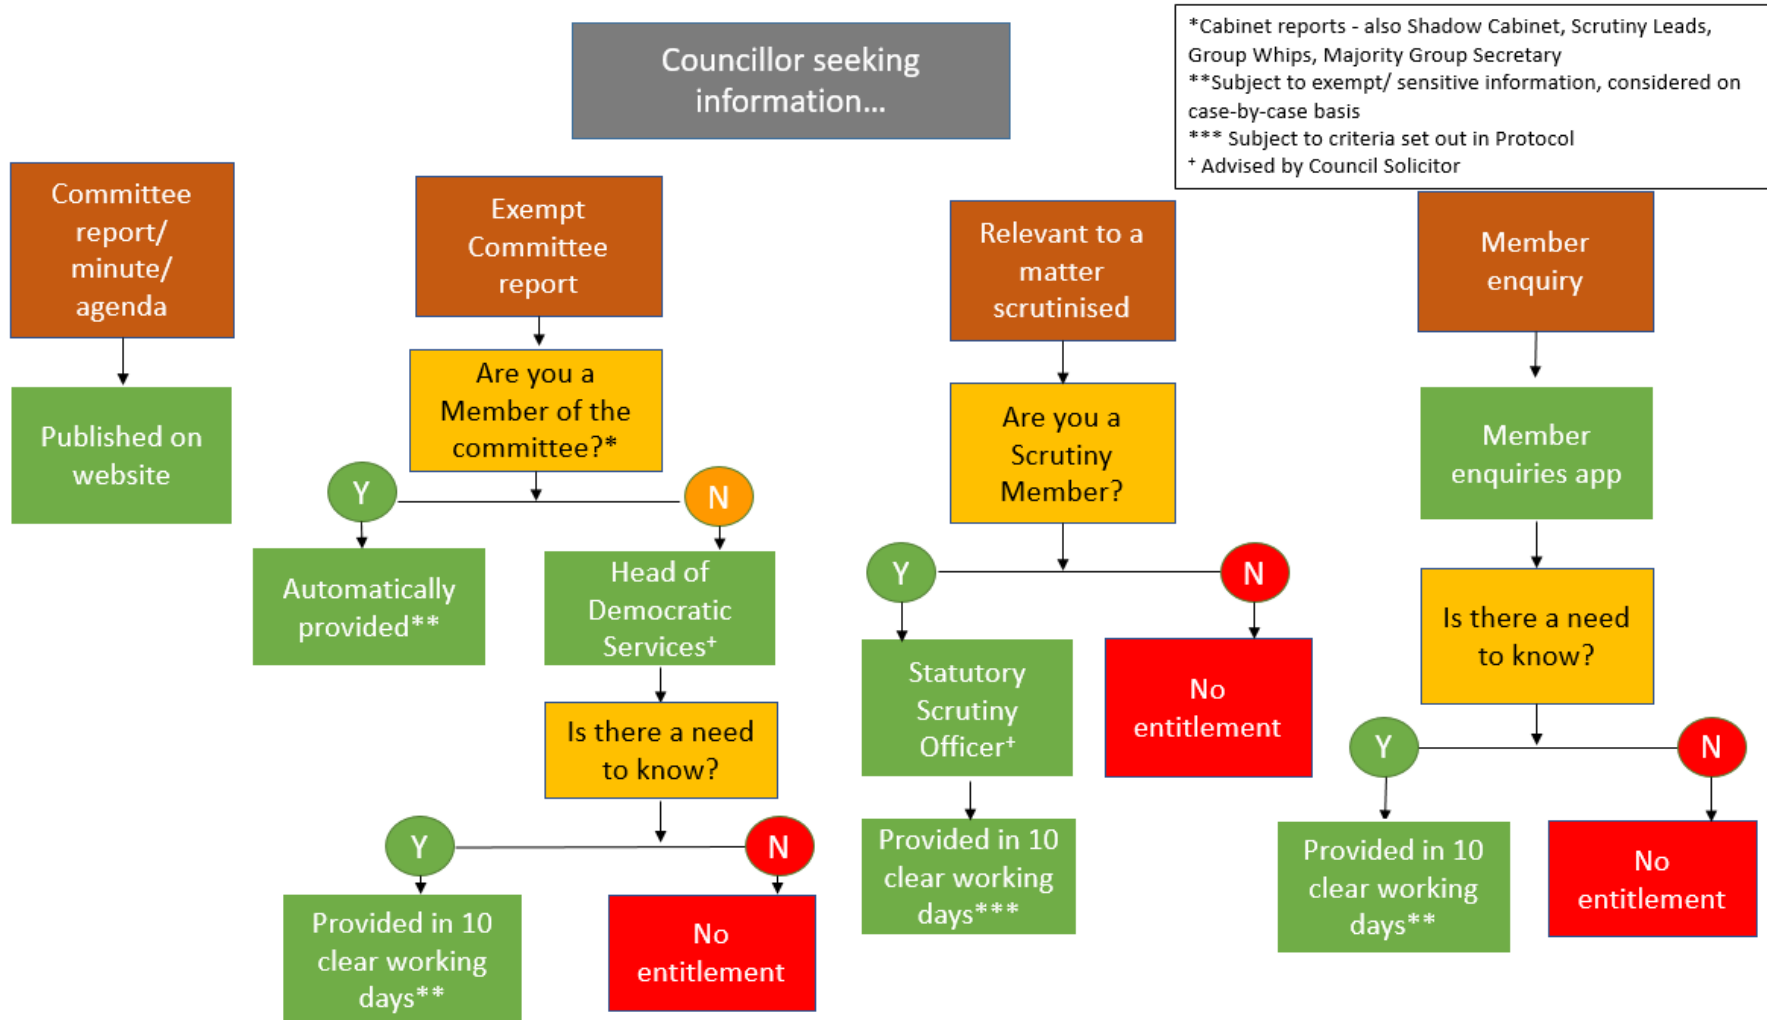 Councillor seeking
information...
*Cabinet reports - also Shadow Cabinet, Scrutiny Leads,
Group Whips, Majority Group Secretary
**Subject to exempt/ sensitive information, considered on
case-by-case basis
*** Subject to criteria set out in Protocol
⁺ Advised by Council Solicitor
Committee
report/
minute/
agenda
Published on
website
Exempt
Committee
report
Are you a
Member of the
committee?*
Y
N
Automatically
provided**
Head of
Democratic
Services⁺
Is there a need
to know?
Y
N
Provided in 10
clear working
days**
No
entitlement
Relevant to a
matter
scrutinised
Are you a
Scrutiny
Member?
Y
N
Statutory
Scrutiny
Officer⁺
No
entitlement
Provided in 10
clear working
days***
Member
enquiry
Member
enquiries app
Is there a need
to know?
Y
N
Provided in 10
clear working
days**
No
entitlement